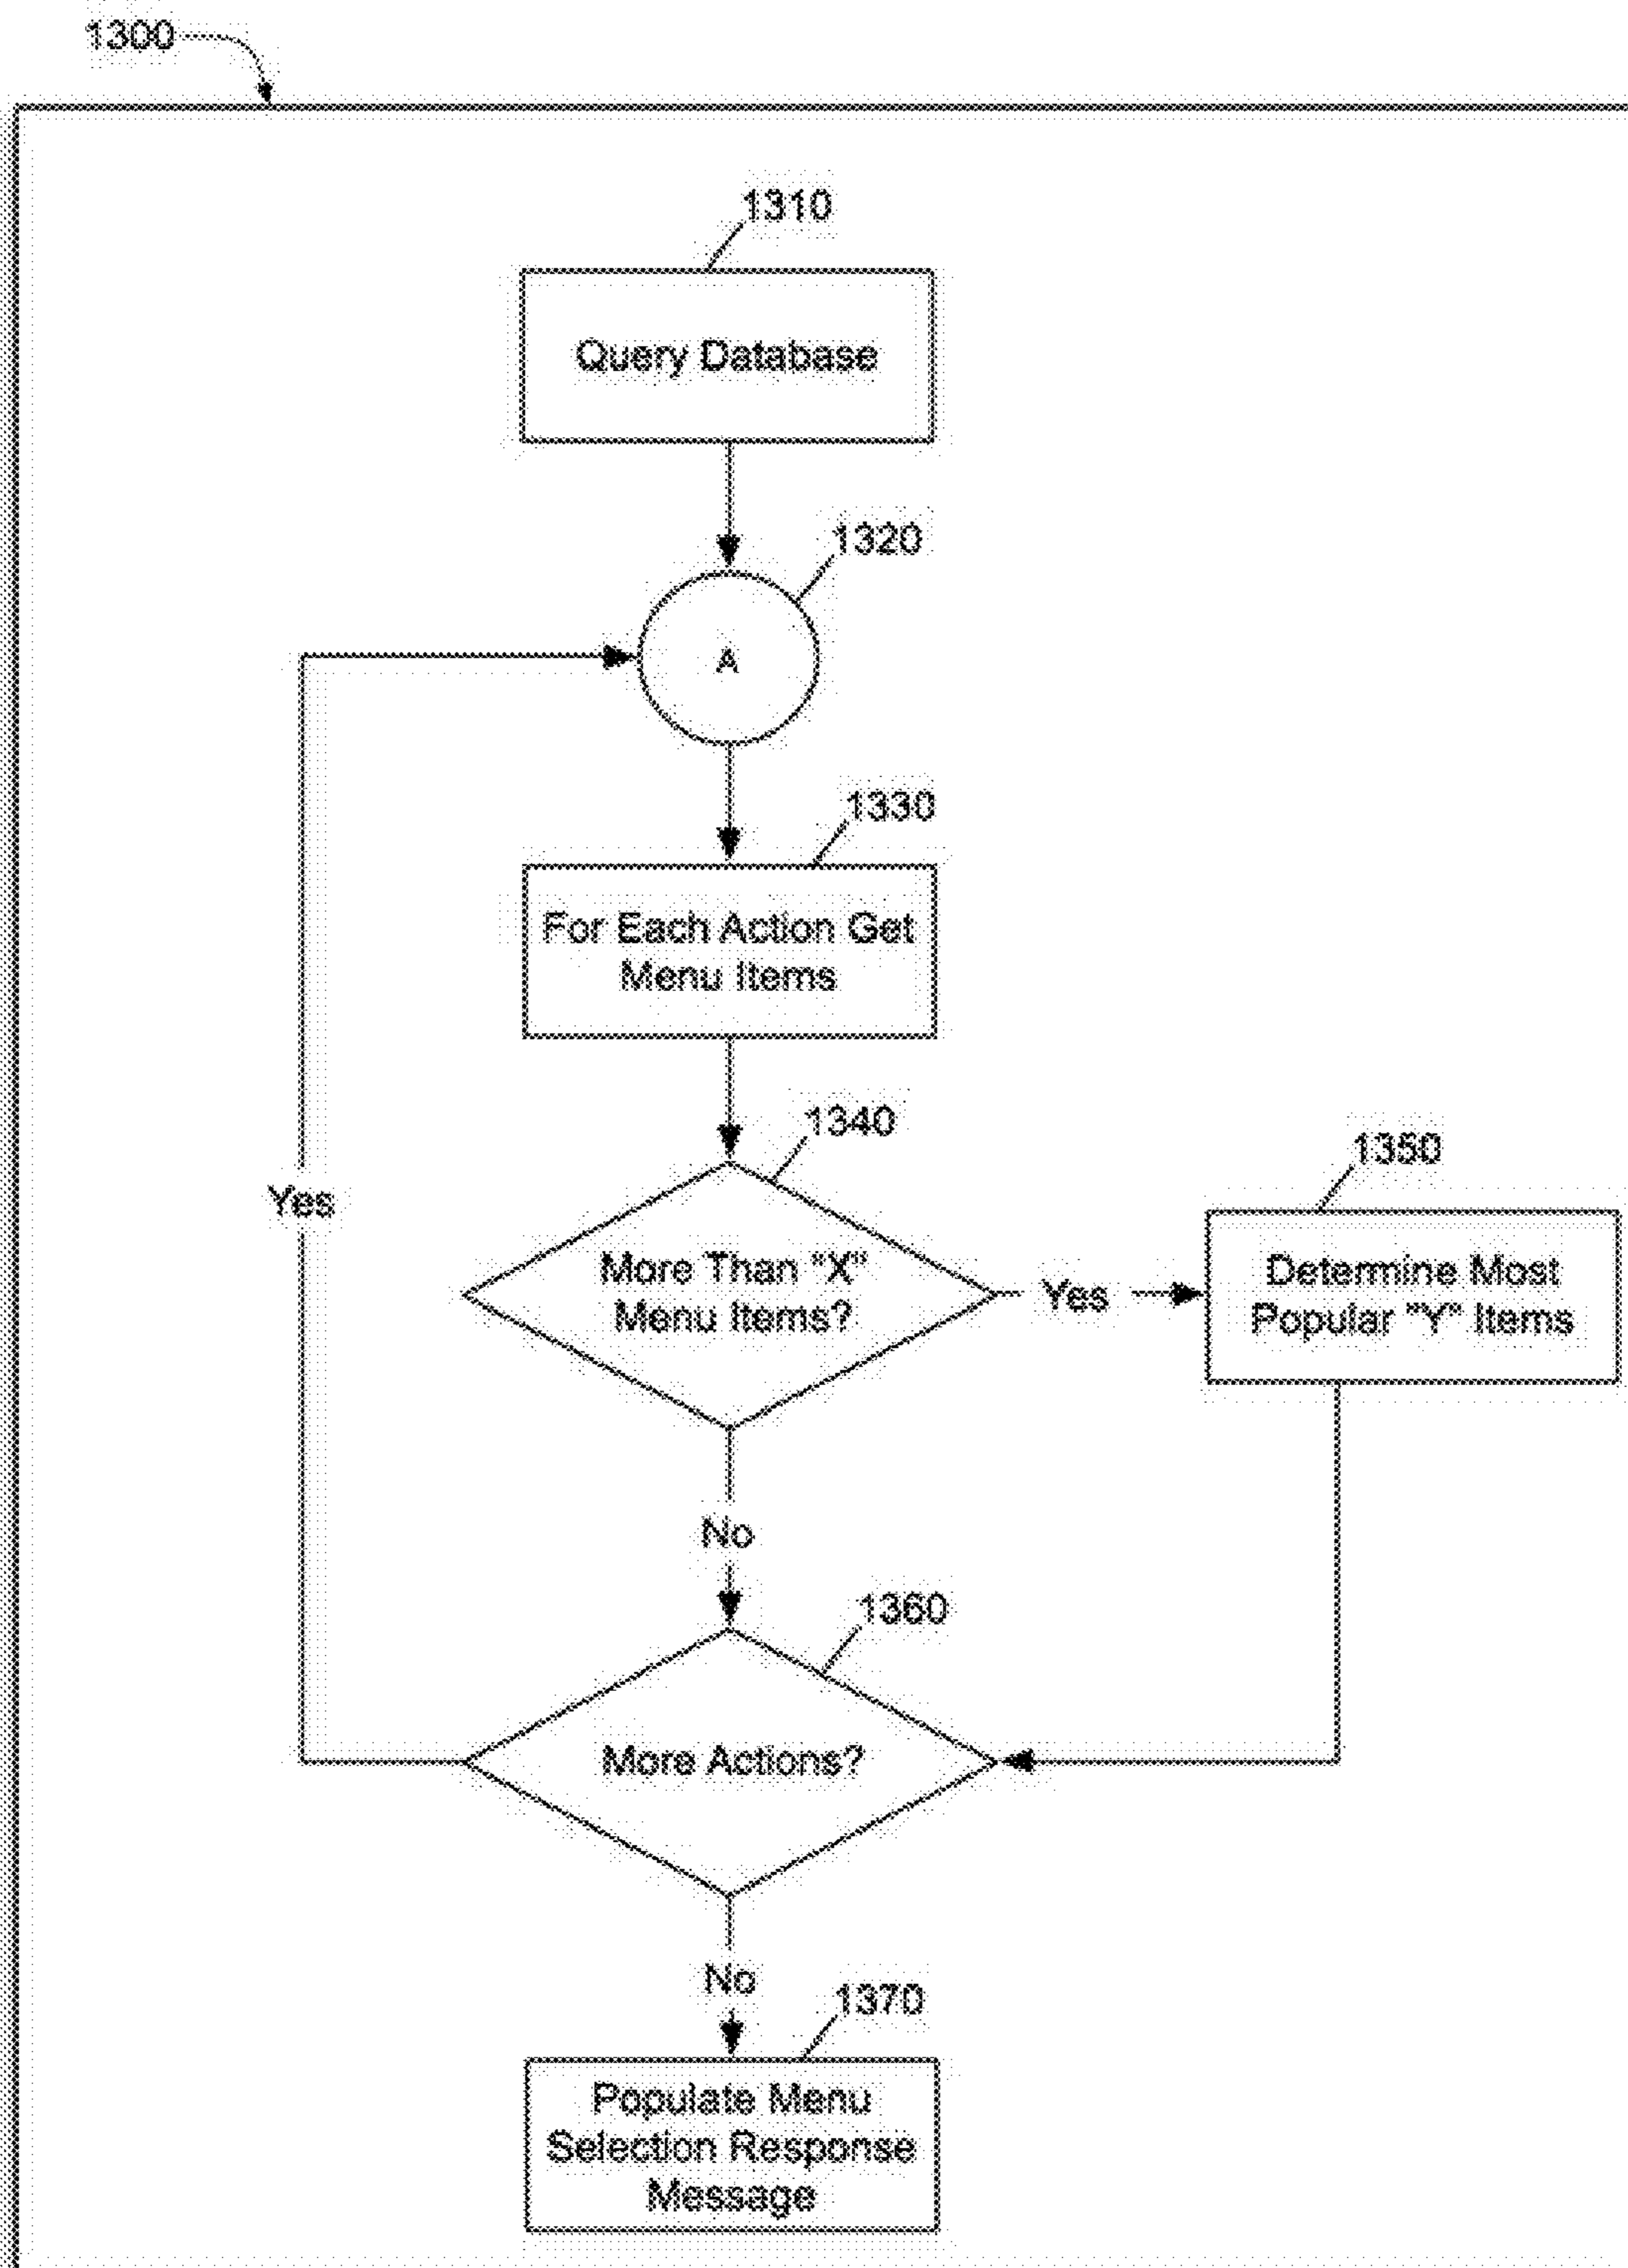 1300
1310
Query Database
1320
A
1330
For Each Action Get
Menu Items
1340
1350
Yes
More Than "X"
Menu Items?
Yes
Determine Most
Popular "Y" Items
No
1360
More Actions?
No
1370
Populate Menu
Selection Response
Message